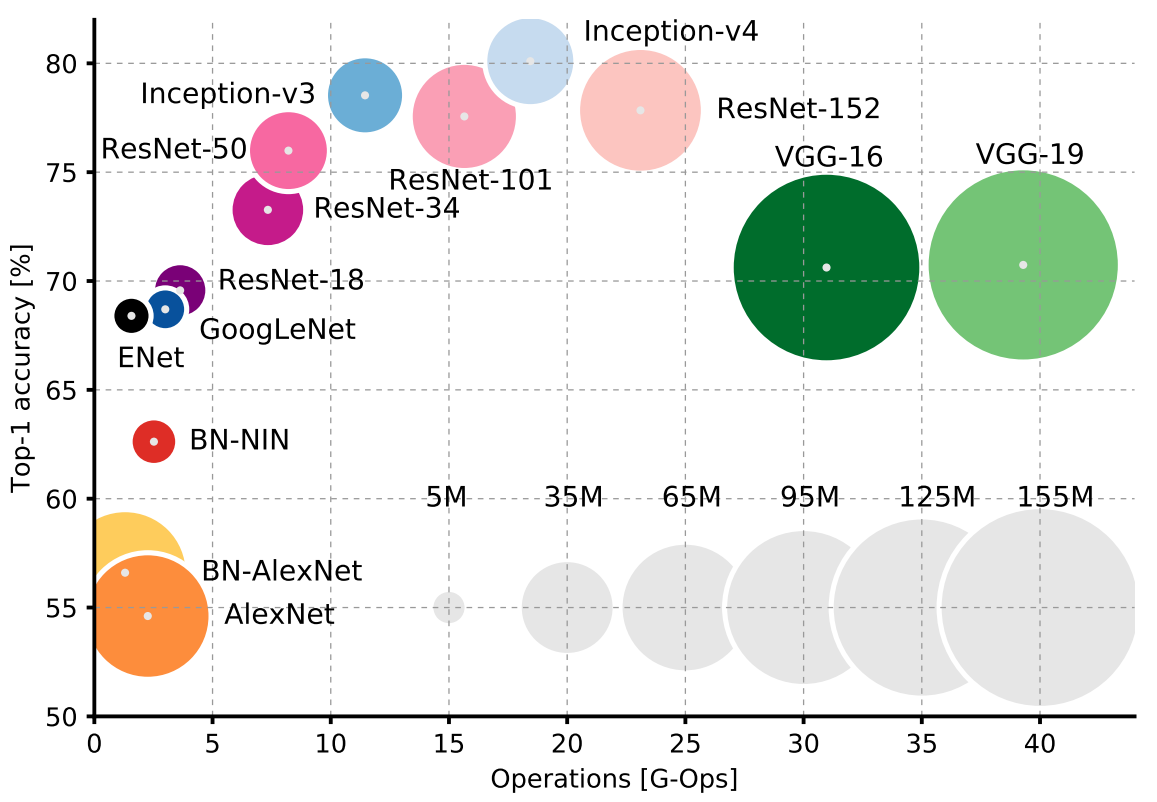 Inception-v4
80
Inception-v3
ResNet-152
ResNet-50
VGG-16
VGG-19
75
ResNet-101
ResNet-34
70
ResNet-18
GoogLeNet
ENet
Top-1 accuracy [%]
65
BN-NIN
60
5M 35M 65M 95M 125M 155M
BN-AlexNet
55
AlexNet
50
0 5 10 15 20 25 30 35 40
Operations [G-Ops]